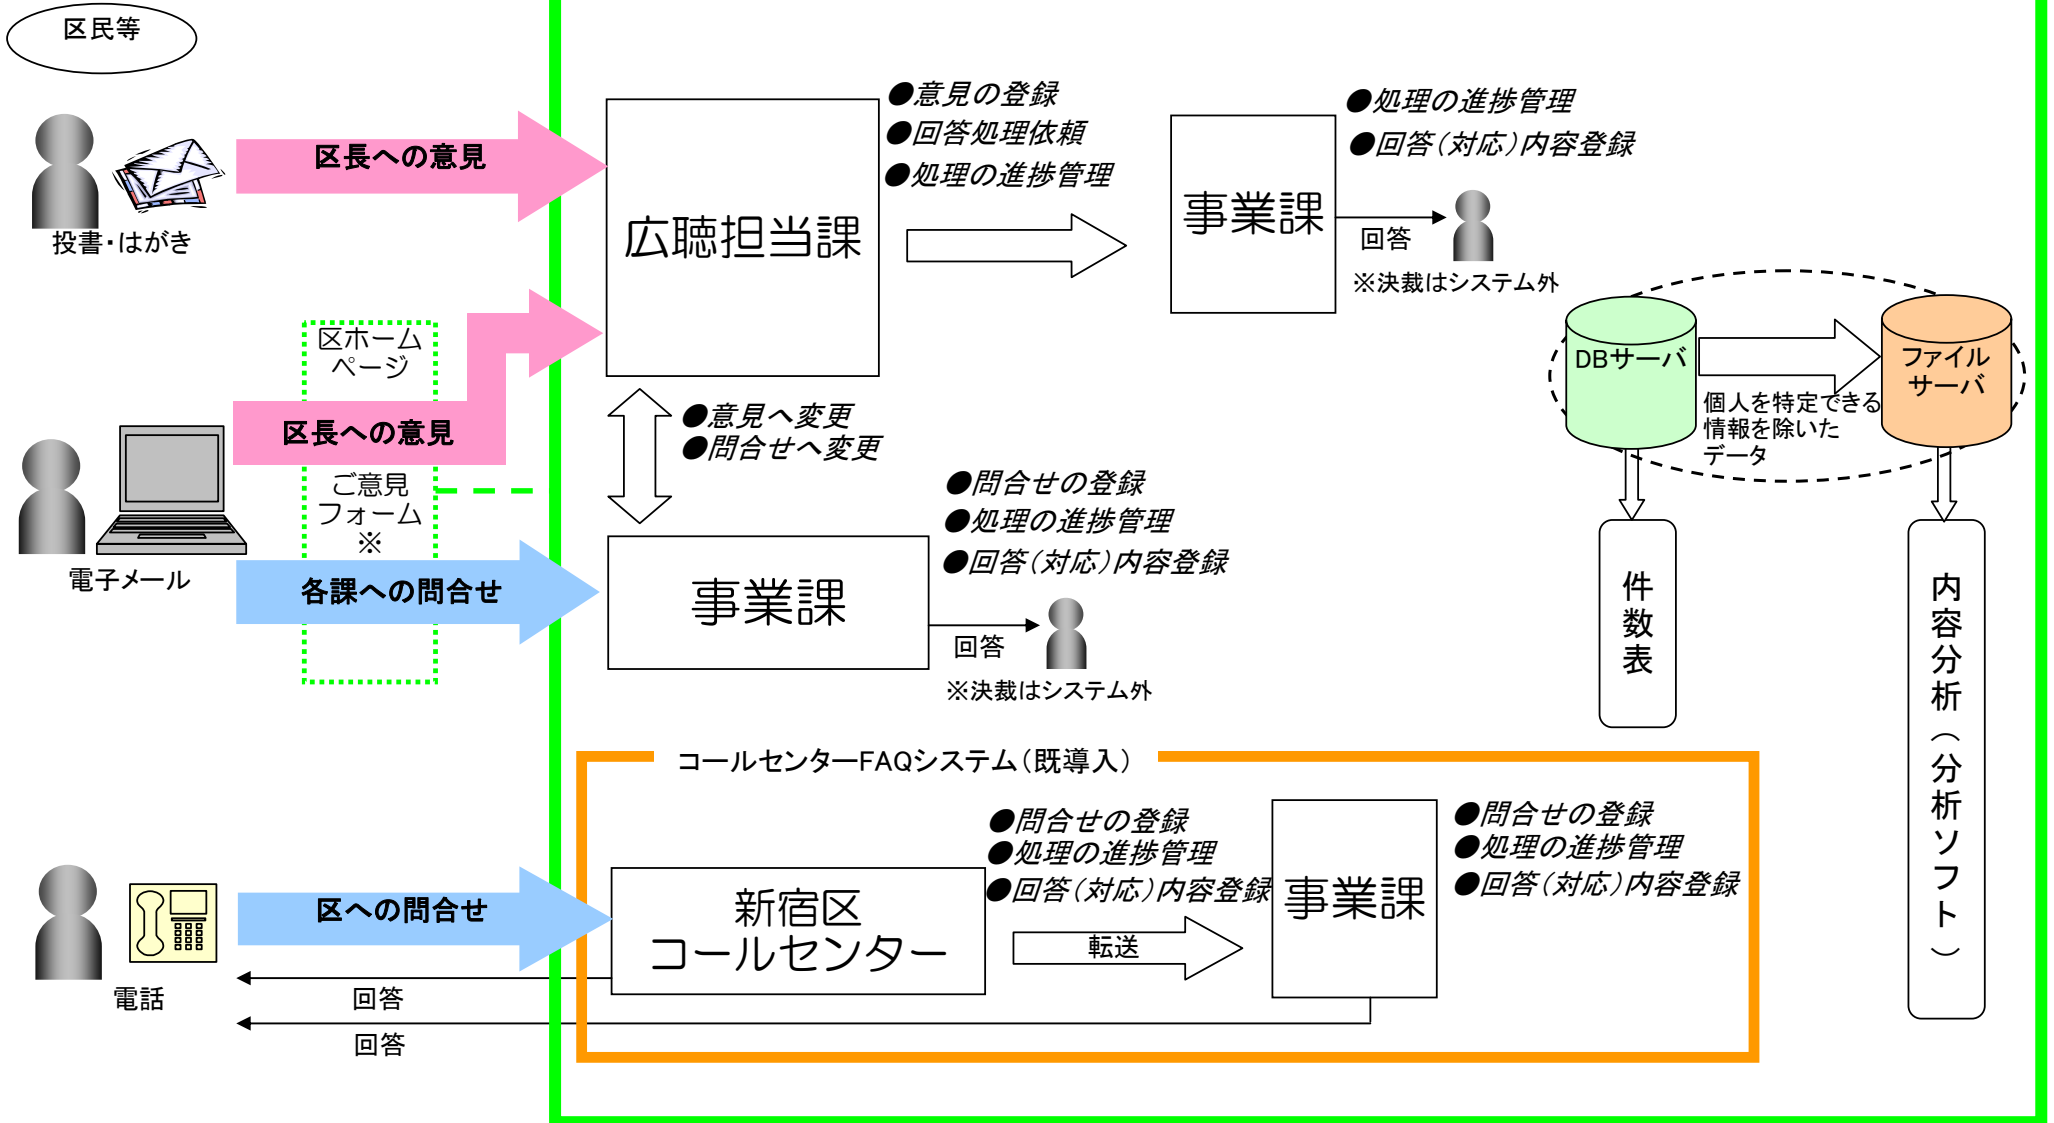 区民等
区長への意見
投書・はがき
広聴担当課
●意見の登録
●回答処理依頼
●処理の進捗管理
事業課
●処理の進捗管理
●回答（対応）内容登録
回答
※決裁はシステム外
区ホーム
ページ
区長への意見
ご意見
フォーム
※
電子メール
各課への問合せ
●意見へ変更
●問合せへ変更
事業課
●問合せの登録
●処理の進捗管理
●回答（対応）内容登録
回答
※決裁はシステム外
DBサーバ
個人を特定できる
情報を除いた
データ
ファイル
サーバ
件数表
内容分析（分析ソフト）
コールセンターFAQシステム（既導入）
区への問合せ
電話
新宿区
コールセンター
●問合せの登録
●処理の進捗管理
●回答（対応）内容登録
転送
事業課
●問合せの登録
●処理の進捗管理
●回答（対応）内容登録
回答
回答